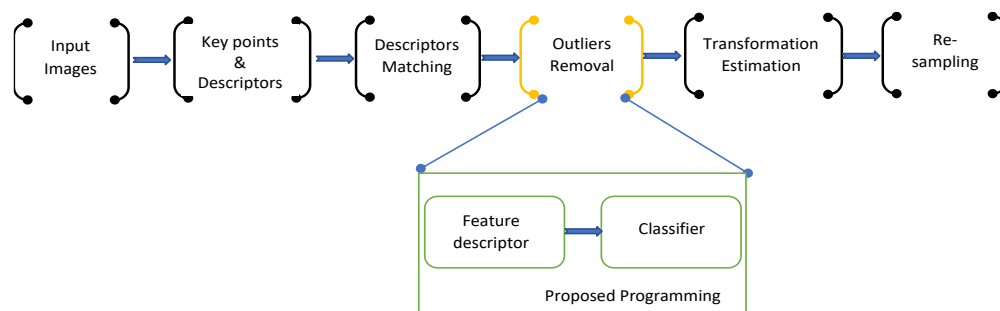 Input
Images
Key points
&
Descriptors
Descriptors
Matching
Outliers
Removal
Transformation
Estimation
Re-
sampling
Feature
descriptor
Classifier
Proposed Programming